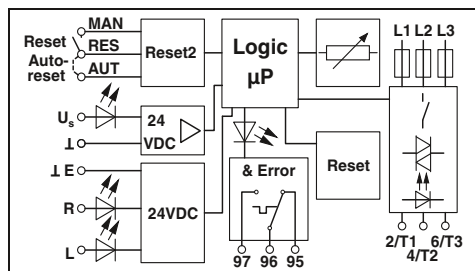 MAN
Reset
RES
Auto-
reset
AUT
Reset2
Logic
µP
L1 L2 L3
Us
24
VDC
⊥
⊥ E
R
L
24VDC
& Error
97 96 95
Reset
2/T1
4/T2
6/T3